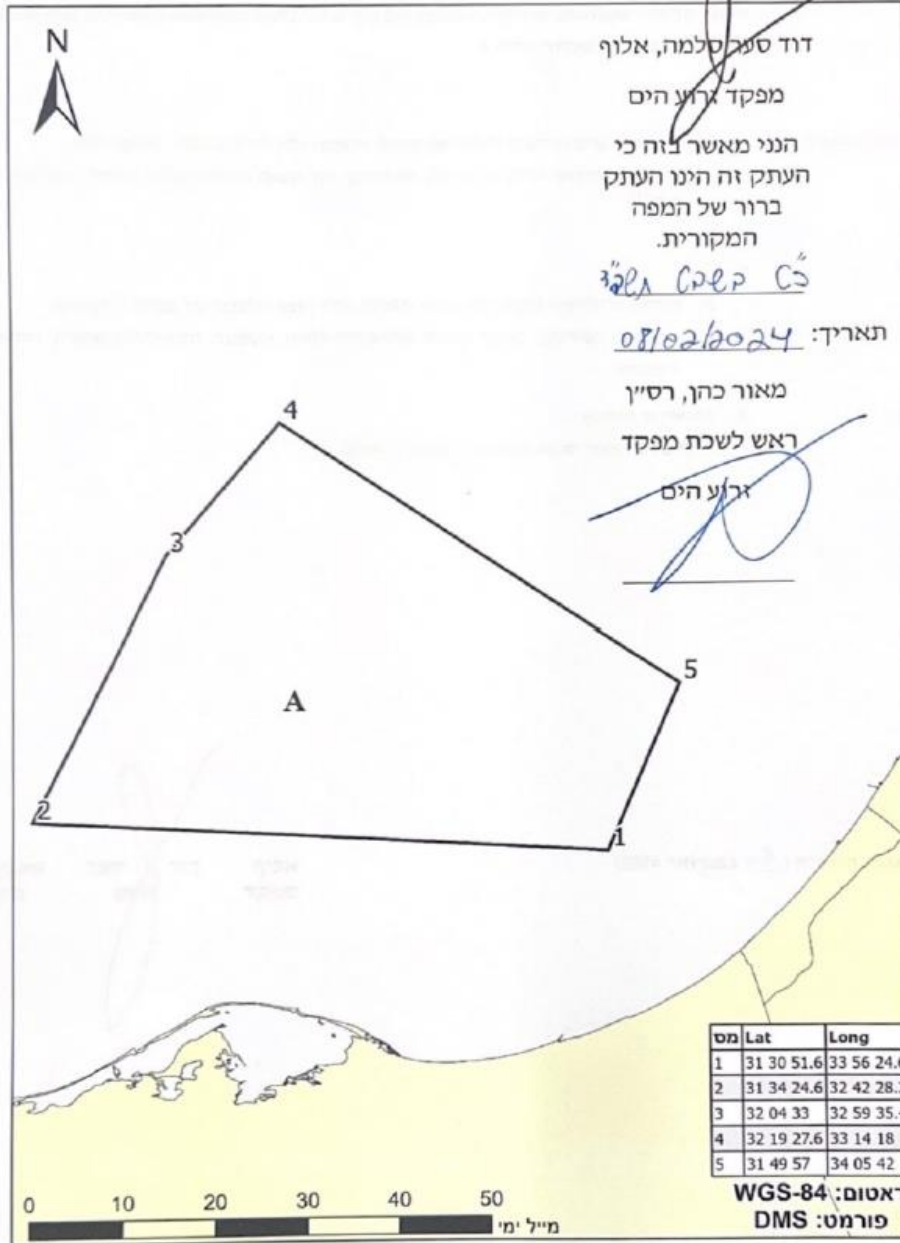 N
דוד סער סלמה, אלוף
מפקד זרוע הים
הנני מאשר בזה כי
העתק זה הינו העתק
ברור של המפה
המקורית.
כ"ט בשבט תשפ"ד
תאריך: 08/02/2024
מאור כהן, רס"ן
ראש לשכת מפקד
זרוע הים
4
3
5
A
2
1
מס Lat Long
1 31 30 51.6 33 56 24.6
2 31 34 24.6 32 42 28.
3 32 04 33 32 59 35.
4 32 19 27.6 33 14 18
5 31 49 57 34 05 42
דאטום: WGS-84
פורמט: DMS
0 10 20 30 40 50
מייל ימי